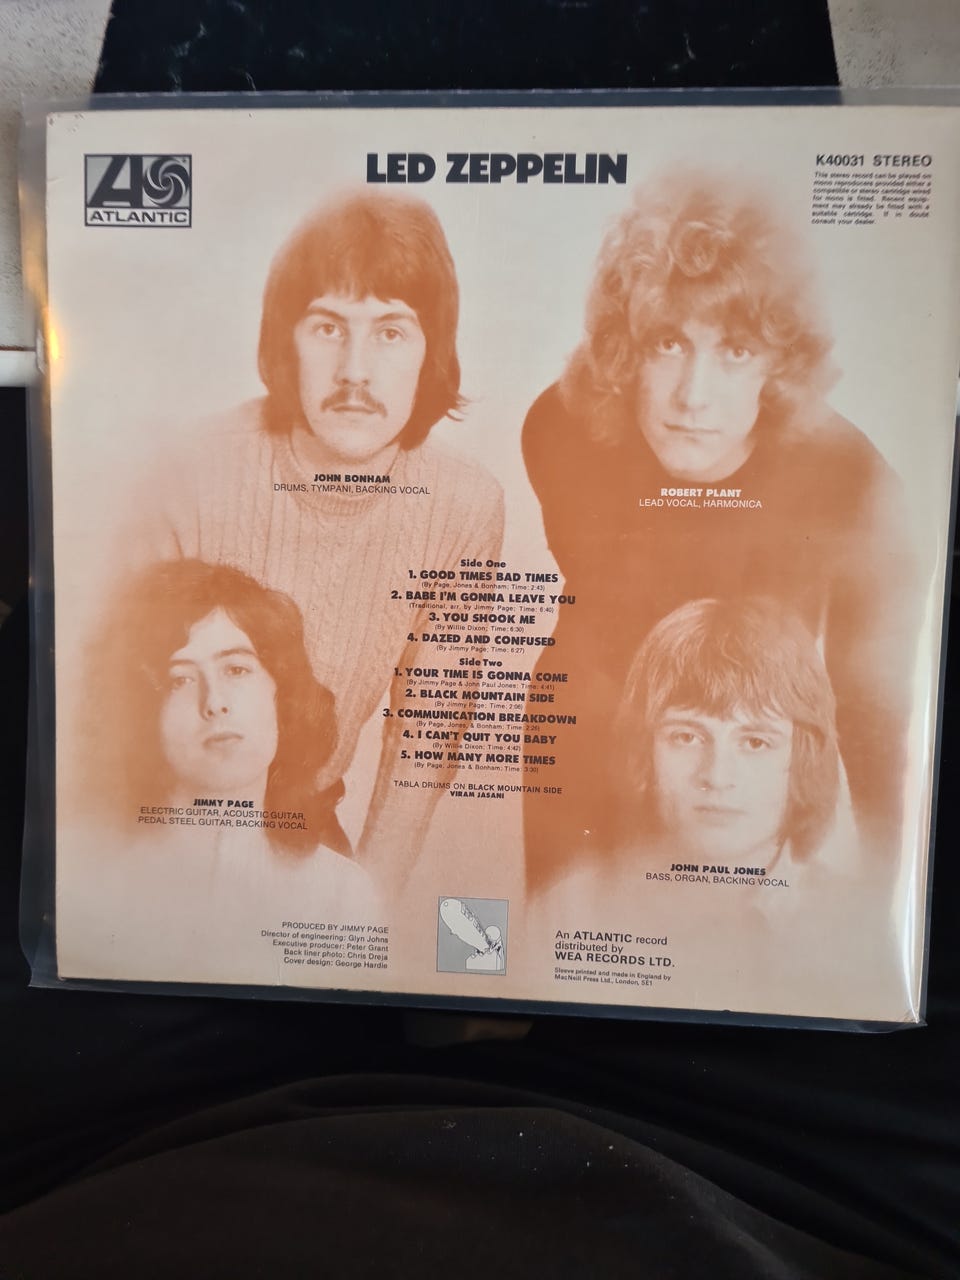 ATLANTIC
LED ZEPPELIN
K40031 STEREO
This stereo record can be played on
mono reproducers provided either a
compatible or stereo cartridge wired
for mono is fitted. Recent equip-
ment may already be fitted with a
suitable cartridge. If in doubt
consult your dealer.
JOHN BONHAM
DRUMS, TYMPANI, BACKING VOCAL
ROBERT PLANT
LEAD VOCAL, HARMONICA
Side One
1. GOOD TIMES BAD TIMES
(By Page, Jones & Bonham; Time: 2:43)
2. BABE I'M GONNA LEAVE YOU
(Traditional, arr. by Jimmy Page; Time: 6:40)
3. YOU SHOOK ME
(By Willie Dixon; Time: 6:30)
4. DAZED AND CONFUSED
(By Jimmy Page; Time: 6:27)
Side Two
1. YOUR TIME IS GONNA COME
(By Jimmy Page & John Paul Jones; Time: 4:41)
2. BLACK MOUNTAIN SIDE
(By Jimmy Page; Time: 2:06)
3. COMMUNICATION BREAKDOWN
(By Page, Jones, & Bonham; Time: 2:26)
4. I CAN'T QUIT YOU BABY
(By Willie Dixon; Time: 4:42)
5. HOW MANY MORE TIMES
(By Page, Jones & Bonham; Time: 3:30)
TABLA DRUMS ON BLACK MOUNTAIN SIDE
VIRAM JASANI
JIMMY PAGE
ELECTRIC GUITAR, ACOUSTIC GUITAR,
PEDAL STEEL GUITAR, BACKING VOCAL
JOHN PAUL JONES
BASS, ORGAN, BACKING VOCAL
PRODUCED BY JIMMY PAGE
Director of engineering: Glyn Johns
Executive producer: Peter Grant
Back liner photo: Chris Dreja
Cover design: George Hardie
An ATLANTIC record
distributed by
WEA RECORDS LTD.
Sleeve printed and made in England by
MacNeill Press Ltd., London, SE1